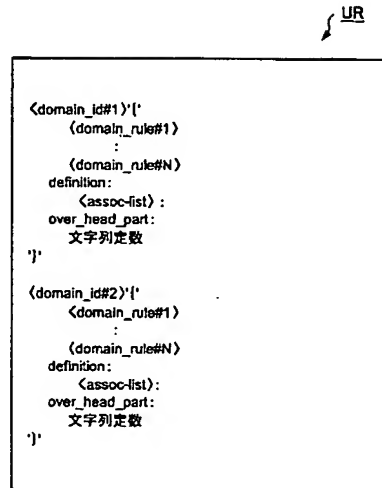 UR
<domain_id#1>'{'
<domain_rule#1>
:
<domain_rule#N>
definition:
<assoc-list>:
over_head_part:
文字列定数
'}'
<domain_id#2>'{'
<domain_rule#1>
:
<domain_rule#N>
definition:
<assoc-list>:
over_head_part:
文字列定数
'}'